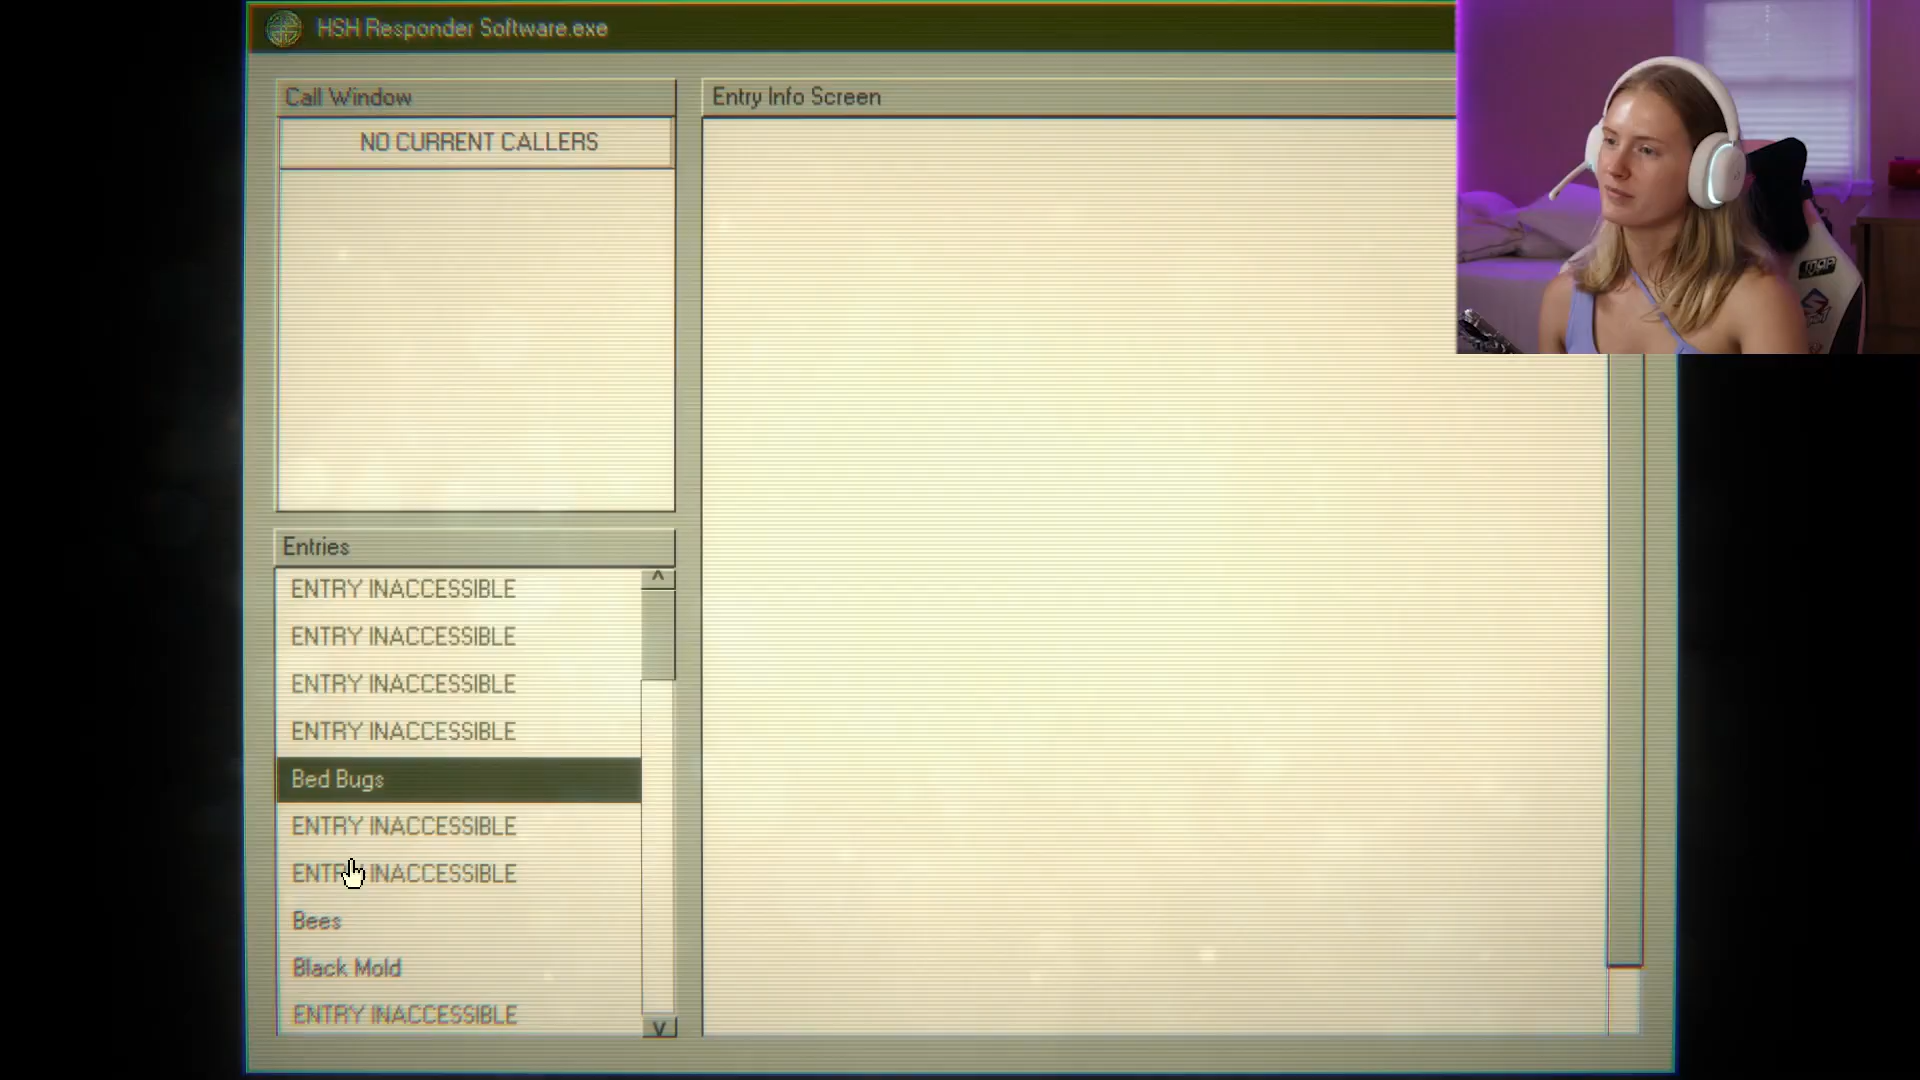 HSH Responder Software.exe
Call Window
NO CURRENT CALLERS
Entry Info Screen
Entries
ENTRY INACCESSIBLE
ENTRY INACCESSIBLE
ENTRY INACCESSIBLE
ENTRY INACCESSIBLE
Bed Bugs
ENTRY INACCESSIBLE
ENTRY INACCESSIBLE
Bees
Black Mold
ENTRY INACCESSIBLE